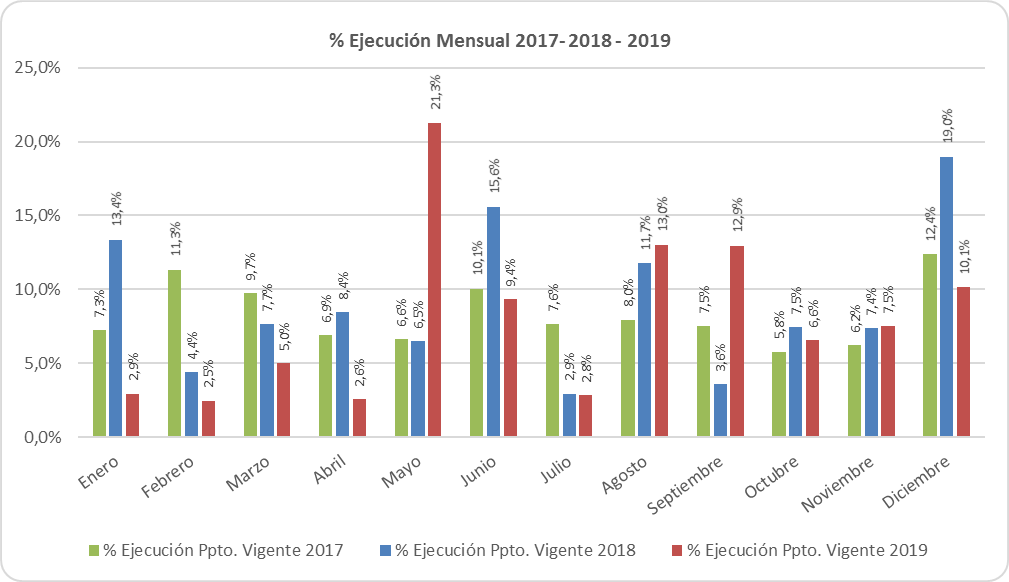 % Ejecución Mensual 2017- 2018 - 2019
25,0%
20,0%
15,0%
10,0%
5,0%
0,0%
7,3% 13,4% 2,9%
11,3% 4,4% 2,5%
9,7% 7,7% 5,0%
6,9% 8,4% 2,6%
6,6% 6,5% 21,3%
10,1% 15,6% 9,4%
7,6% 2,9% 2,8%
8,0% 11,7% 13,0%
7,5% 3,6% 12,9%
5,8% 7,5% 6,6%
6,2% 7,4% 7,5%
12,4% 19,0% 10,1%
Enero Febrero Marzo Abril Mayo Junio Julio Agosto Septiembre Octubre Noviembre Diciembre
% Ejecución Ppto. Vigente 2017 % Ejecución Ppto. Vigente 2018 % Ejecución Ppto. Vigente 2019